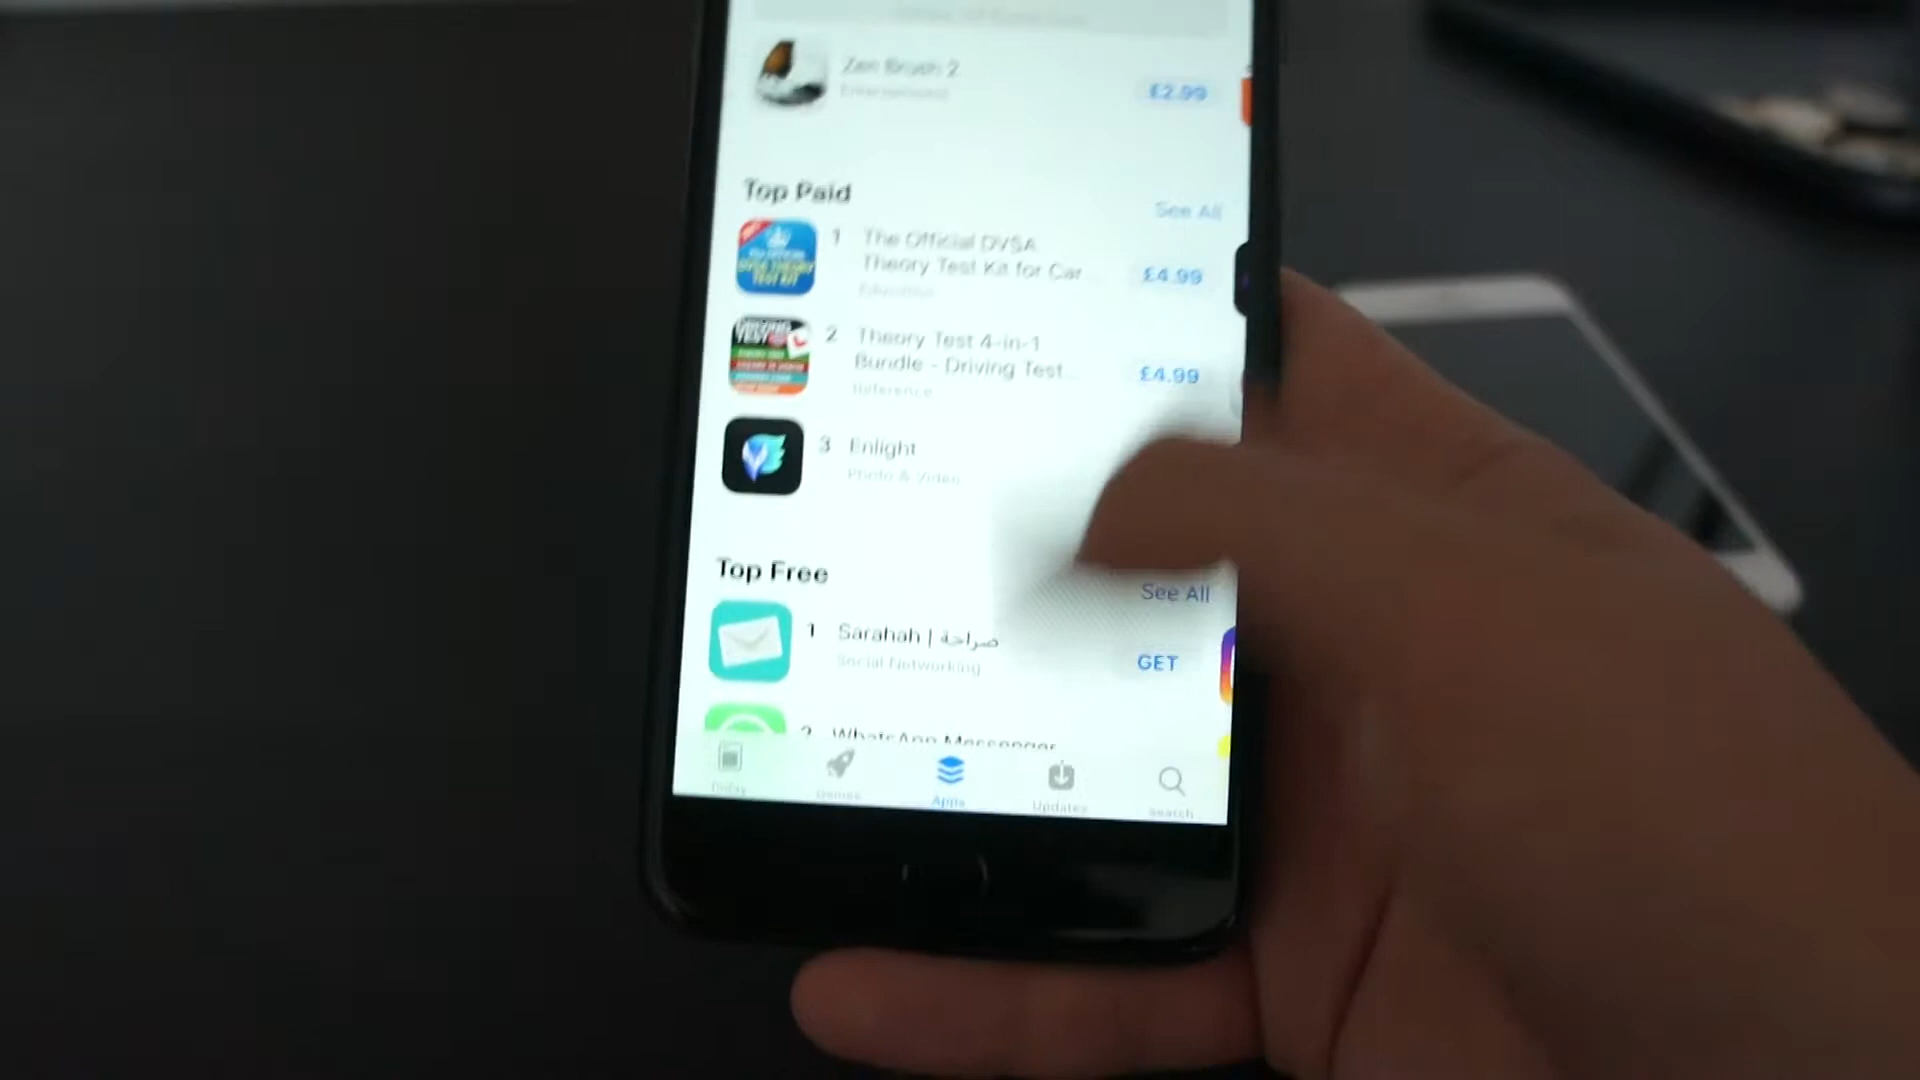 Zen Brush 2
Entertainment
£2.99
Top Paid
See All
1
The Official DVSA
Theory Test Kit for Car...
£4.99
Education
2
Theory Test 4-in-1
Bundle - Driving Test...
£4.99
Reference
3
Enlight
Photo & Video
Top Free
See All
1
Sarahah | صراحة
Social Networking
GET
2
WhatsApp Messenger
Today
Games
Apps
Updates
Search